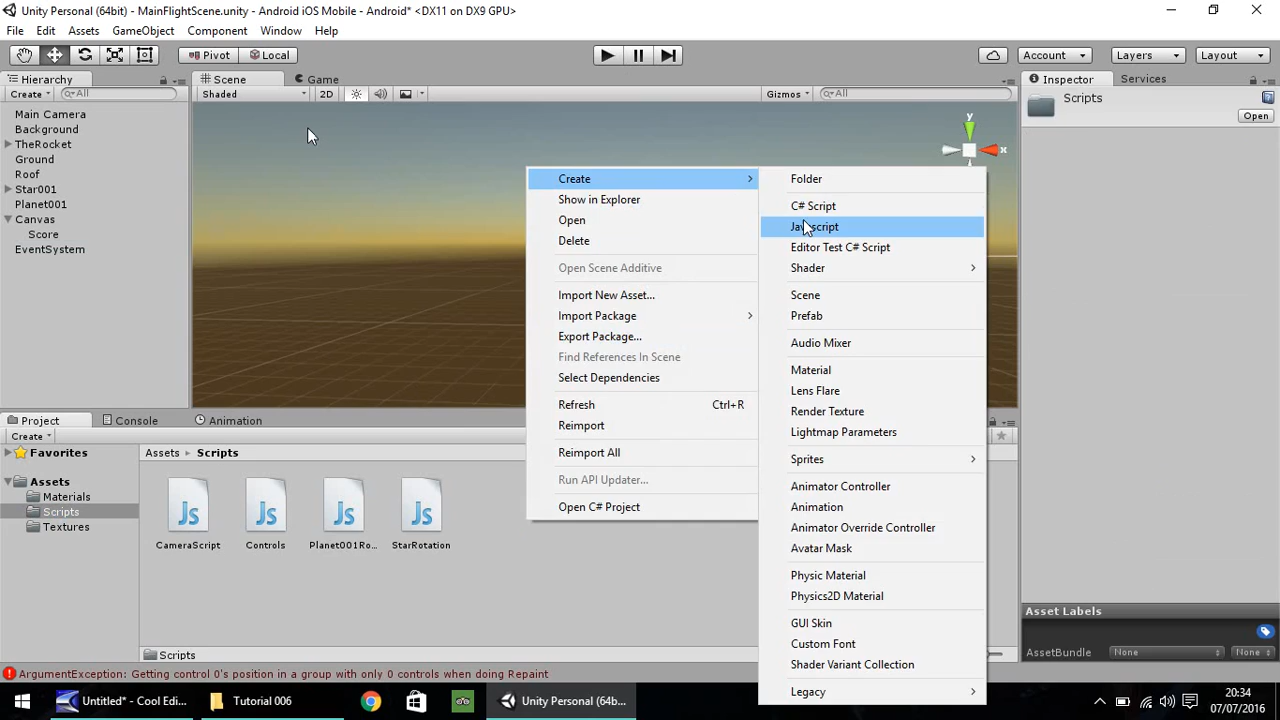 Unity Personal (64bit) - MainFlightScene.unity - Android iOS Mobile - Android* <DX11 on DX9 GPU>
File Edit Assets GameObject Component Window Help
Pivot Local Account Layers Layout
Hierarchy Scene Game Inspector Services
Create All Shaded 2D Gizmos All Scripts
Open
Main Camera
Background
TheRocket
Ground
Roof
Star001
Planet001
Canvas
Score
EventSystem
y
x
Create
Show in Explorer
Open
Delete
Open Scene Additive
Import New Asset...
Import Package
Export Package...
Find References In Scene
Select Dependencies
Refresh Ctrl+R
Reimport
Reimport All
Run API Updater...
Open C# Project
Folder
C# Script
Javascript
Editor Test C# Script
Shader
Scene
Prefab
Audio Mixer
Material
Lens Flare
Render Texture
Lightmap Parameters
Sprites
Animator Controller
Animation
Animator Override Controller
Avatar Mask
Physic Material
Physics2D Material
GUI Skin
Custom Font
Shader Variant Collection
Legacy
Project Console Animation
Create
Favorites
Assets
Materials
Scripts
Textures
Assets Scripts
Js Js Js Js
CameraScript Controls Planet001Ro... StarRotation
Scripts
Asset Labels
AssetBundle None None
ArgumentException: Getting control 0's position in a group with only 0 controls when doing Repaint
Untitled* - Cool Edi... Tutorial 006 Unity Personal (64b...
20:34
07/07/2016